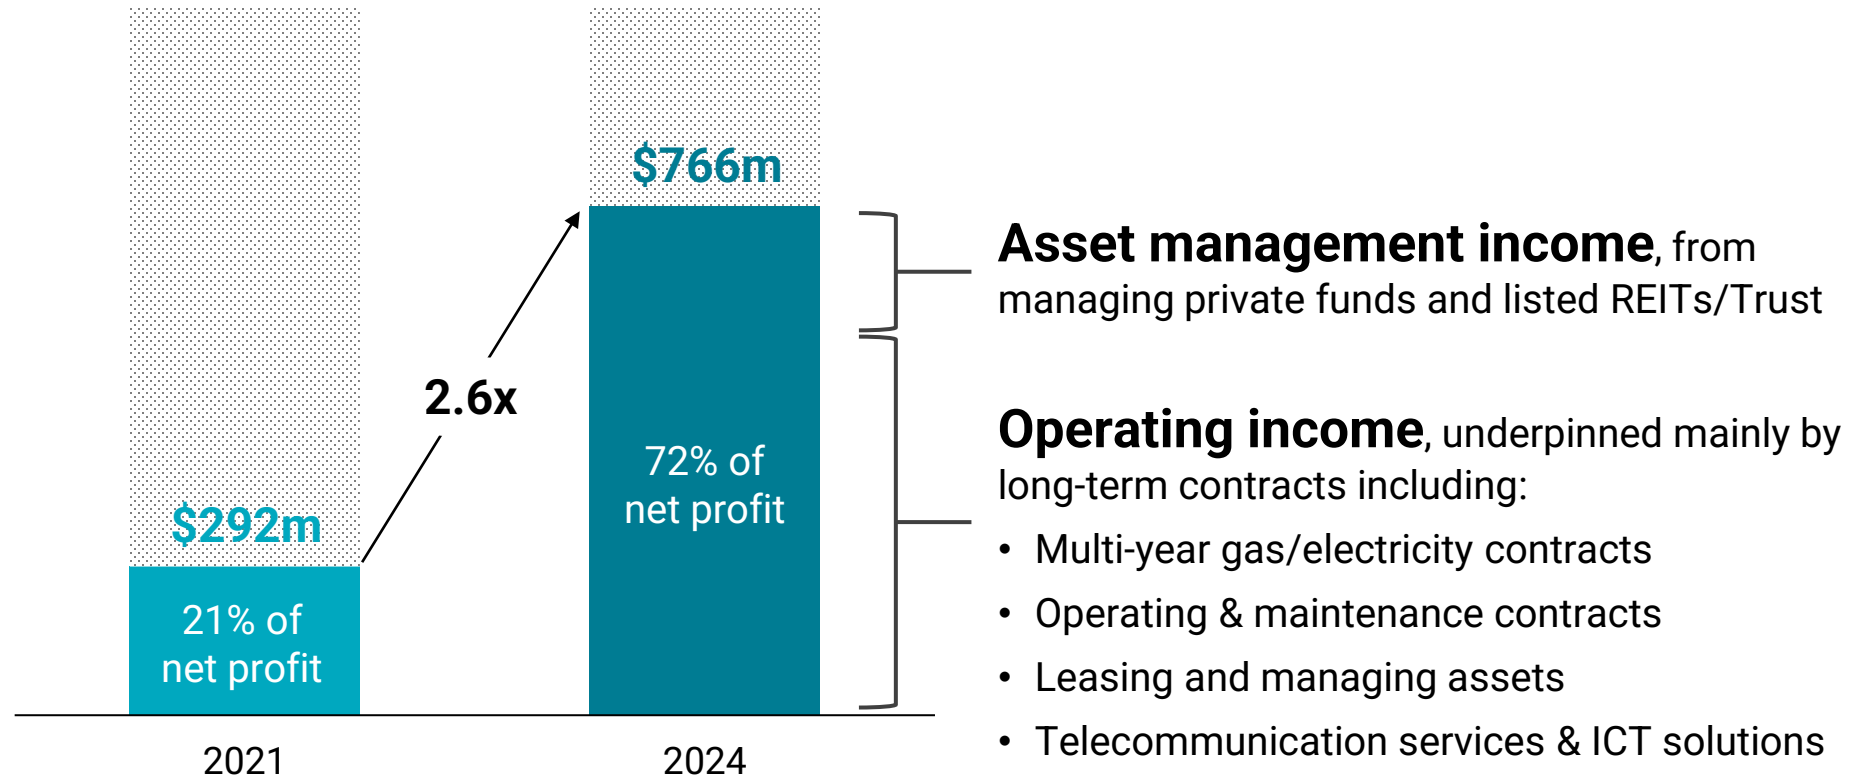 $766m
$292m
2.6x
72% of
net profit
21% of
net profit
2021
2024
Asset management income, from
managing private funds and listed REITs/Trust
Operating income, underpinned mainly by
long-term contracts including:
• Multi-year gas/electricity contracts
• Operating & maintenance contracts
• Leasing and managing assets
• Telecommunication services & ICT solutions